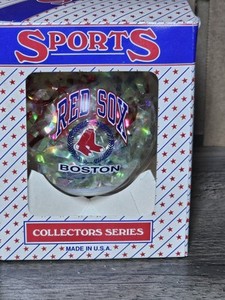 SPORTS
RED SOX
BOSTON
COLLECTORS SERIES
MADE IN U.S.A.